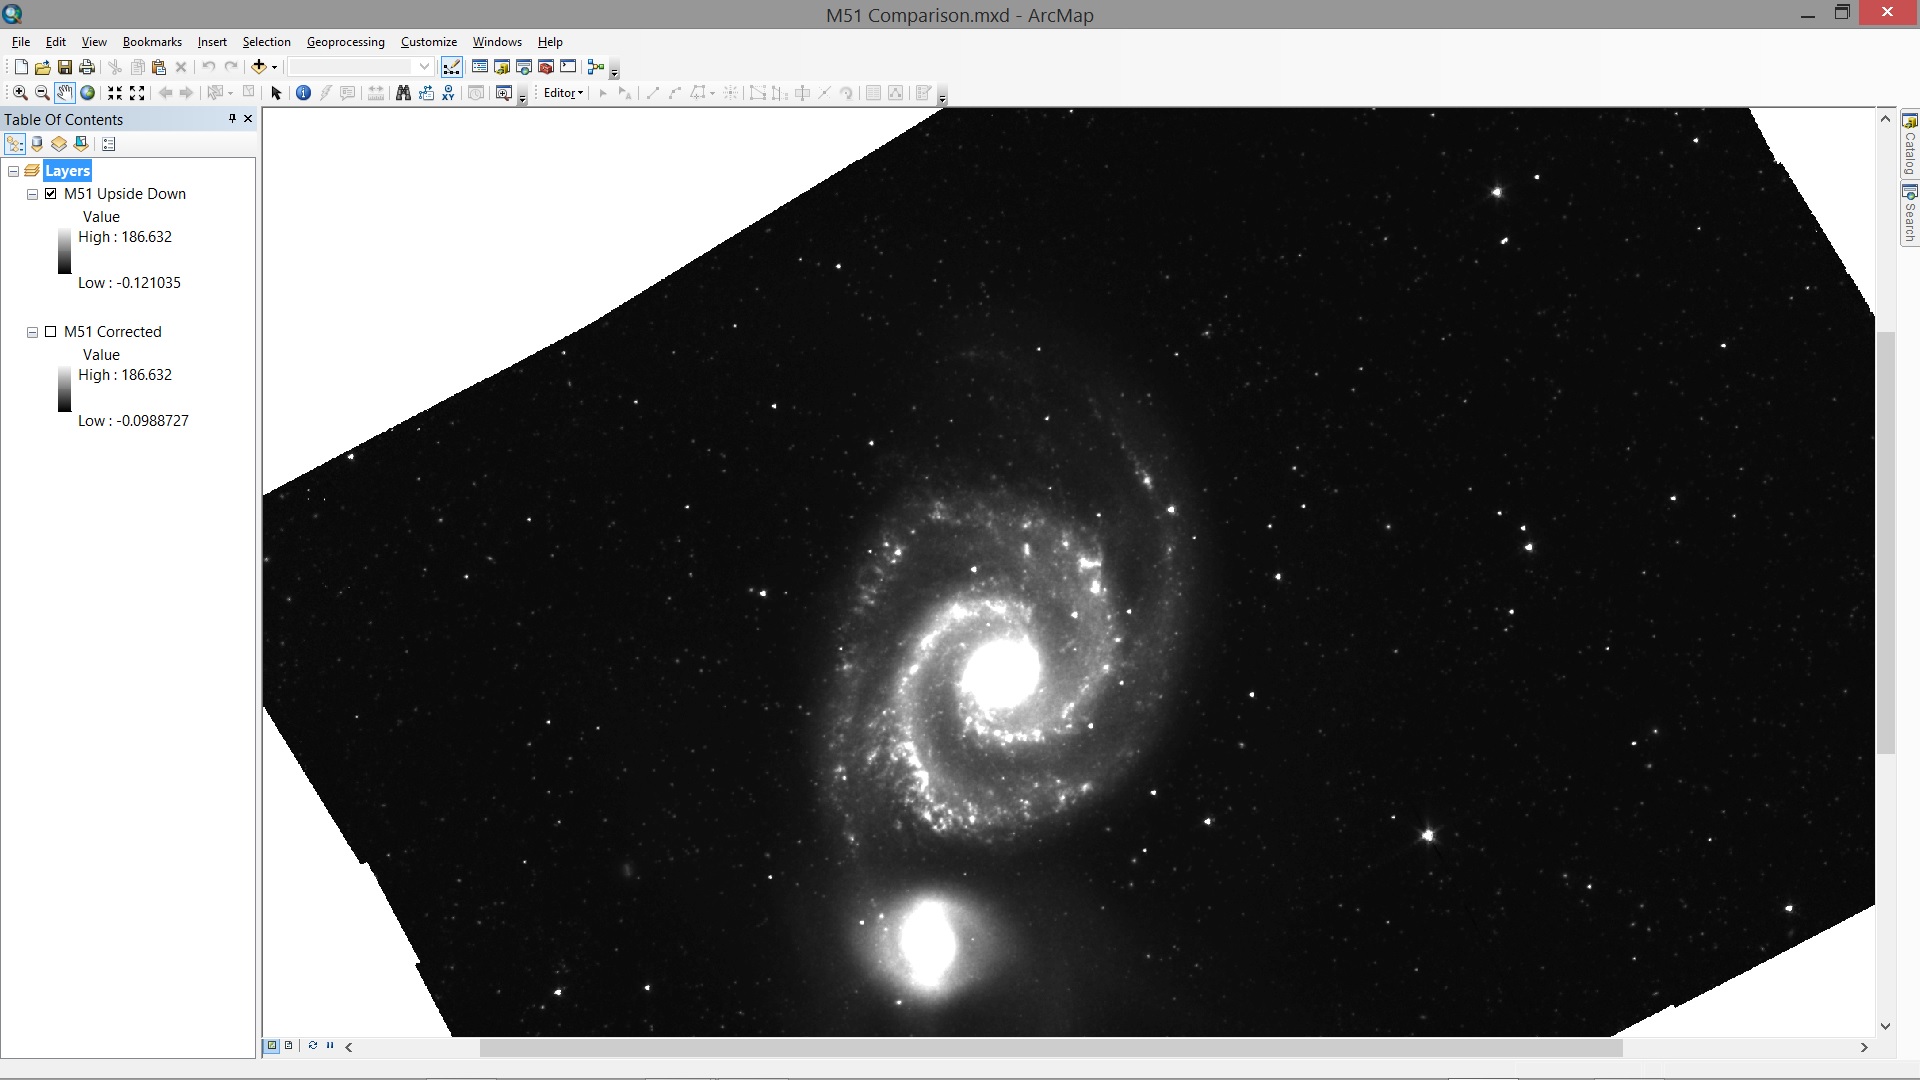 M51 Comparison.mxd - ArcMap
File Edit View Bookmarks Insert Selection Geoprocessing Customize Windows Help
Editor
Table Of Contents
Layers
M51 Upside Down
Value
High : 186.632
Low : -0.121035
M51 Corrected
Value
High : 186.632
Low : -0.0988727
Catalog
Search